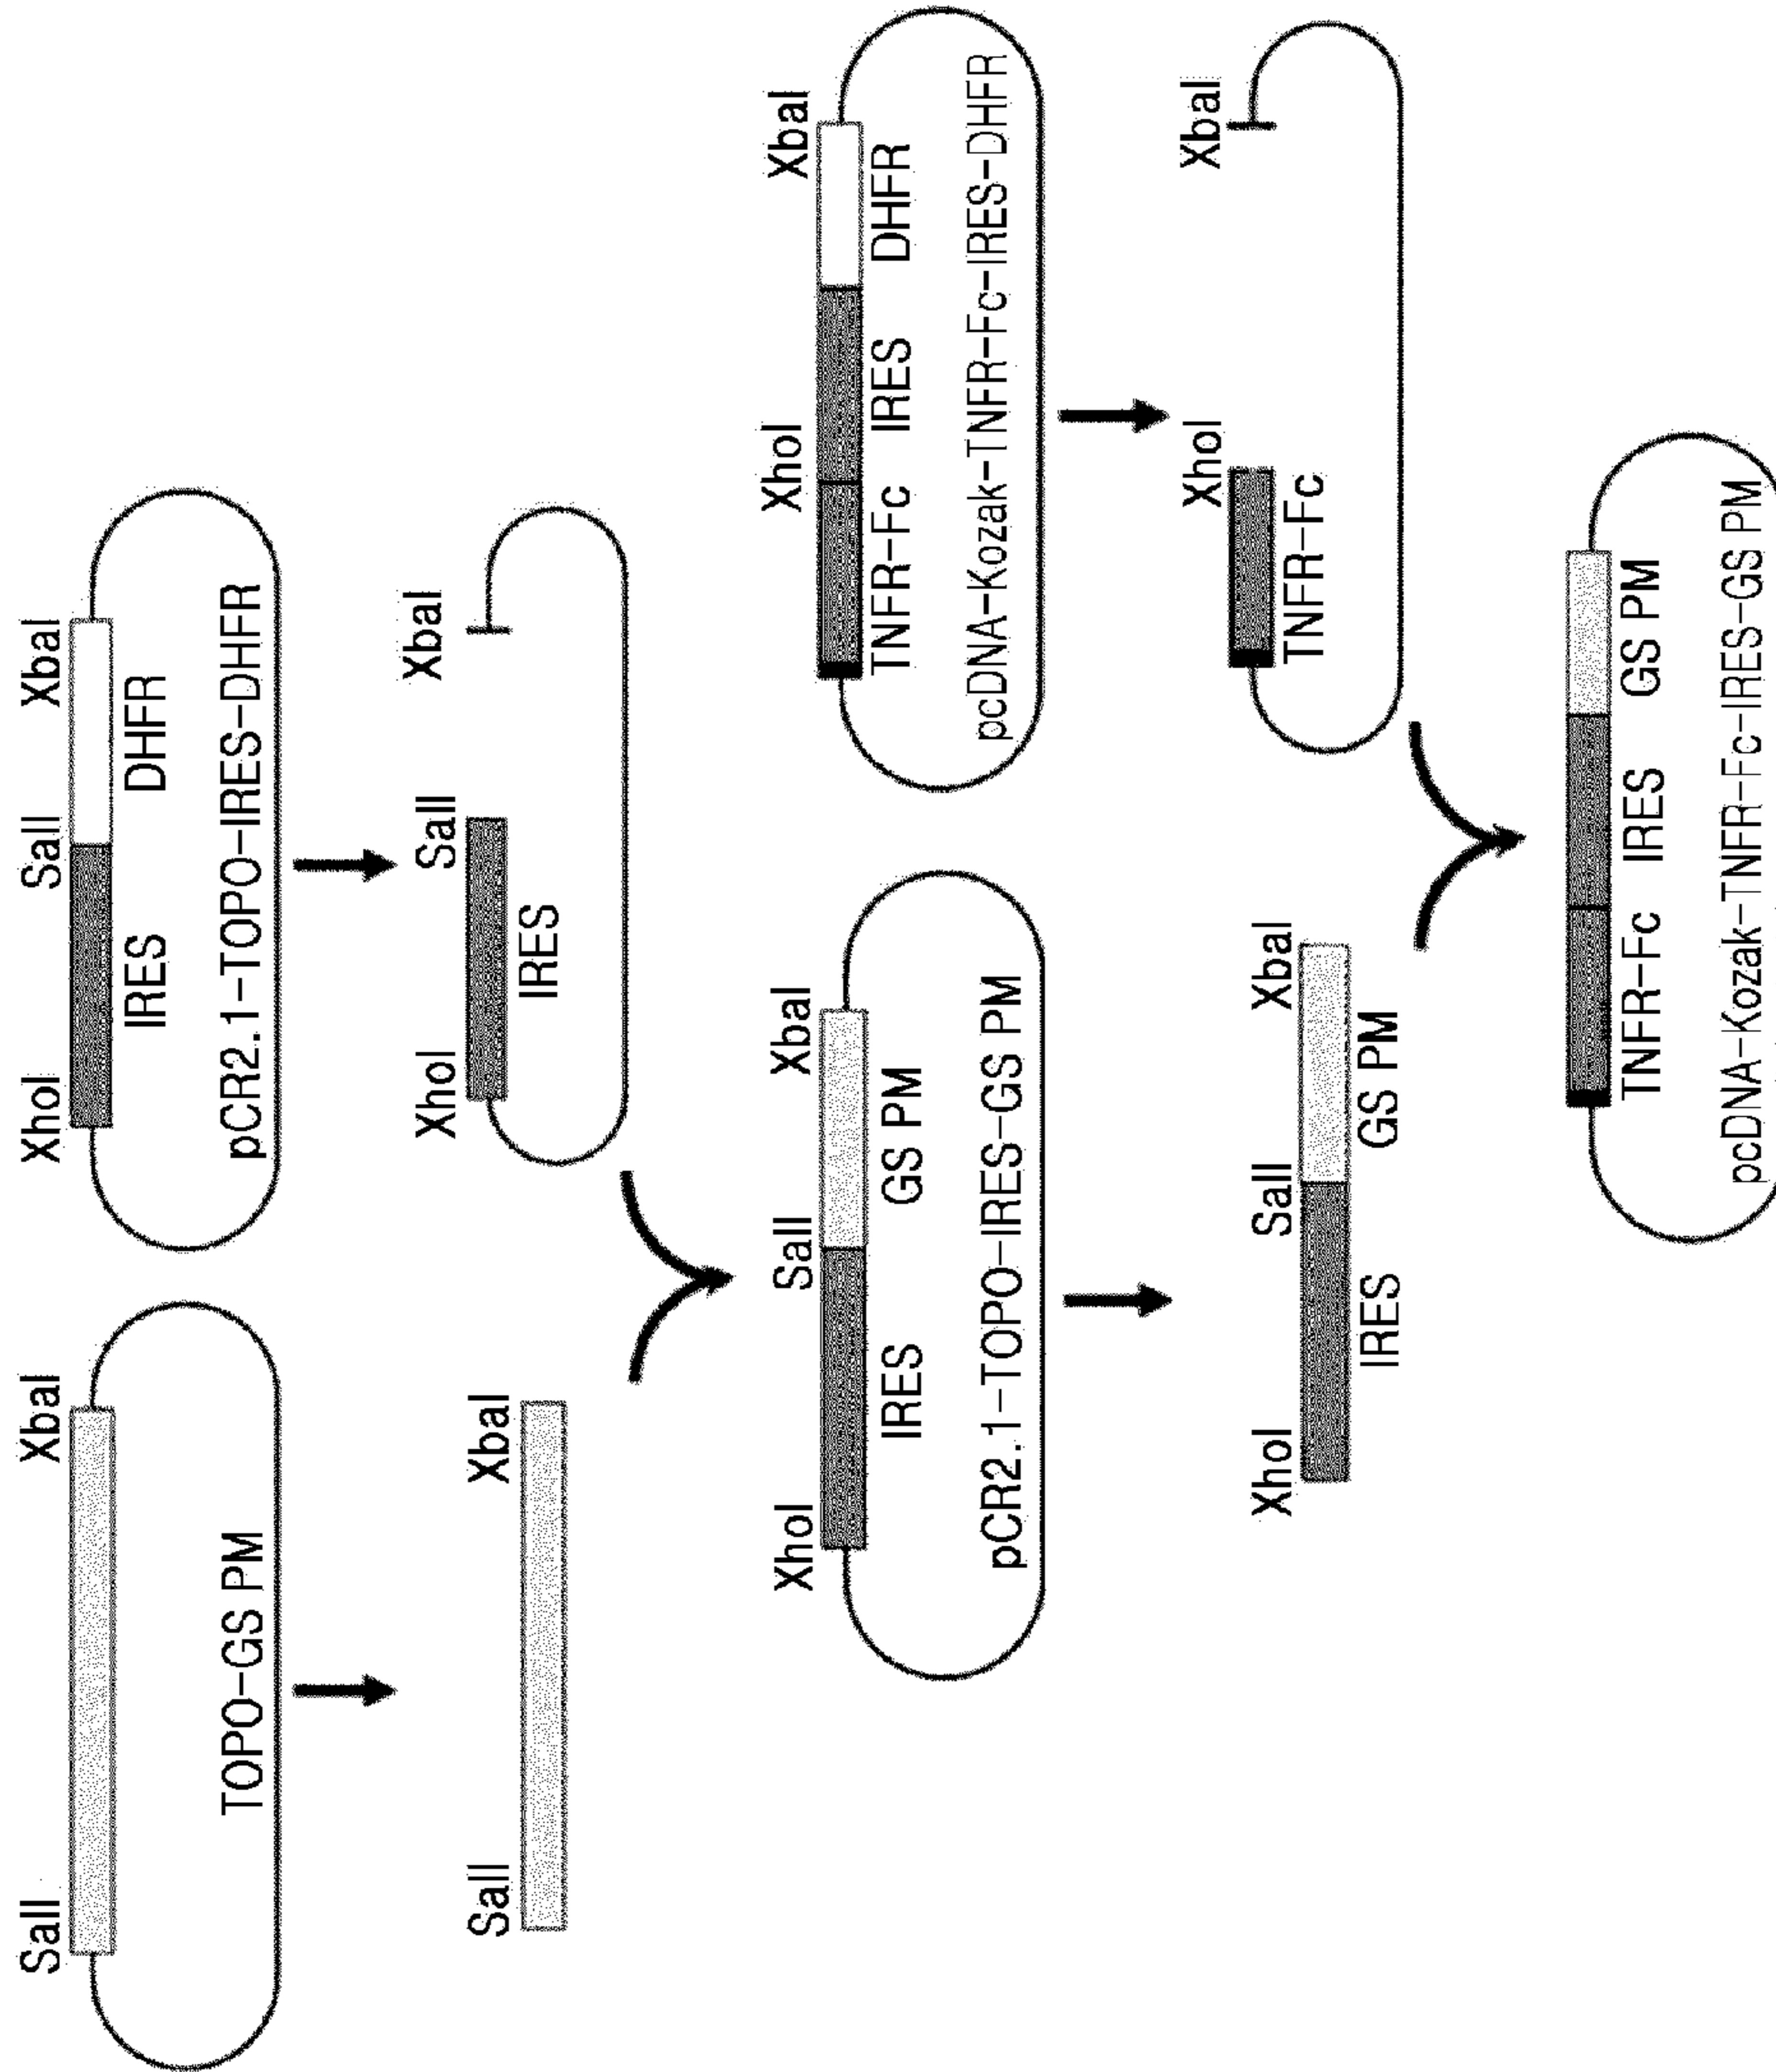 SalI
XbaI
TOPO-GS PM
XhoI
SalI
XbaI
IRES
DHFR
pCR2.1-TOPO-IRES-DHFR
SalI
XbaI
XhoI
SalI
XbaI
IRES
XhoI
SalI
XbaI
IRES
GS PM
pCR2.1-TOPO-IRES-GS PM
XhoI
XbaI
TNFR-Fc
IRES
DHFR
pcDNA-Kozak-TNFR-Fc-IRES-DHFR
XhoI
SalI
XbaI
IRES
GS PM
XhoI
XbaI
TNFR-Fc
TNFR-Fc
IRES
GS PM
pcDNA-Kozak-TNFR-Fc-IRES-GS PM